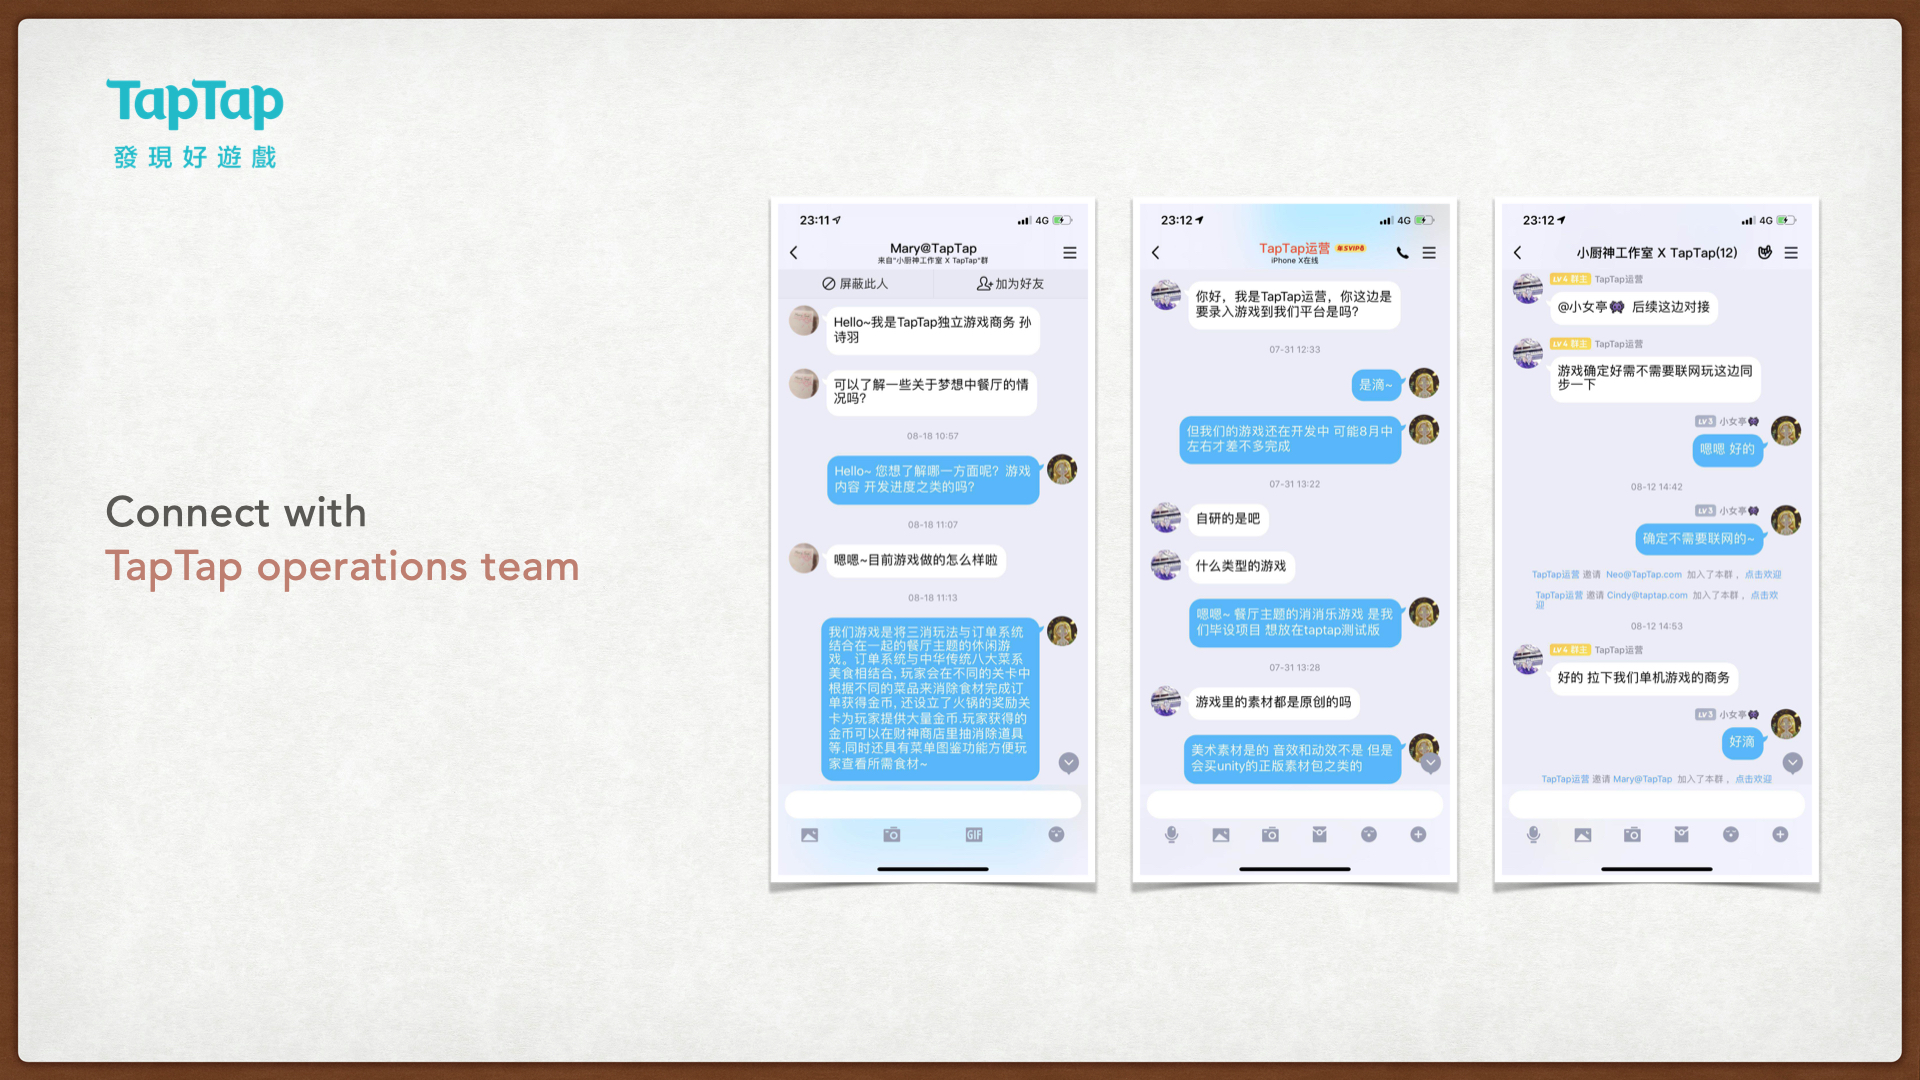 TapTap
發現好遊戲
Connect with
TapTap operations team
23:11
4G
Mary@TapTap
来自"小厨神工作室 X TapTap"群
屏蔽此人
加为好友
Hello~我是TapTap独立游戏商务 孙
诗羽
可以了解一些关于梦想中餐厅的情
况吗?
08-18 10:57
Hello~ 您想了解哪一方面呢? 游戏
内容 开发进度之类的吗?
08-18 11:07
嗯嗯~目前游戏做的怎么样啦
08-18 11:13
我们游戏是将三消玩法与订单系统
结合在一起的餐厅主题的休闲游
戏。订单系统与中华传统八大菜系
美食相结合, 玩家会在不同的关卡中
根据不同的菜品来消除食材完成订
单获得金币, 还设立了火锅的奖励关
卡为玩家提供大量金币.玩家获得的
金币可以在财神商店里抽消除道具
等.同时还具有菜单图鉴功能方便玩
家查看所需食材~
GIF
23:12
4G
TapTap运营 SVIP8
iPhone X在线
你好，我是TapTap运营，你这边是
要录入游戏到我们平台是吗?
07-31 12:33
是滴~
但我们的游戏还在开发中 可能8月中
左右才差不多完成
07-31 13:22
自研的是吧
什么类型的游戏
嗯嗯~ 餐厅主题的消消乐游戏 是我
们毕设项目 想放在taptap测试版
07-31 13:28
游戏里的素材都是原创的吗
美术素材是的 音效和动效不是 但是
会买unity的正版素材包之类的
23:12
4G
小厨神工作室 X TapTap(12)
LV4 群主 TapTap运营
@小女亭 后续这边对接
LV4 群主 TapTap运营
游戏确定好需不需要联网玩这边同
步一下
LV3 小女亭
嗯嗯 好的
08-12 14:42
LV3 小女亭
确定不需要联网的~
TapTap运营 邀请 Neo@TapTap.com 加入了本群， 点击欢迎
TapTap运营 邀请 Cindy@taptap.com 加入了本群， 点击欢
迎
08-12 14:53
LV4 群主 TapTap运营
好的 拉下我们单机游戏的商务
LV3 小女亭
好滴
TapTap运营 邀请 Mary@TapTap 加入了本群， 点击欢迎